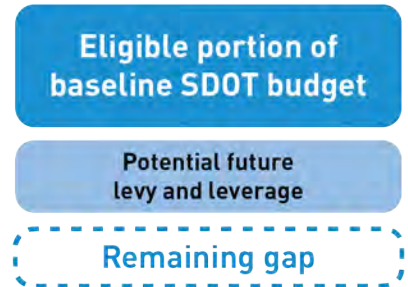 Eligible portion of
baseline SDOT budget
Potential future
levy and leverage
Remaining gap